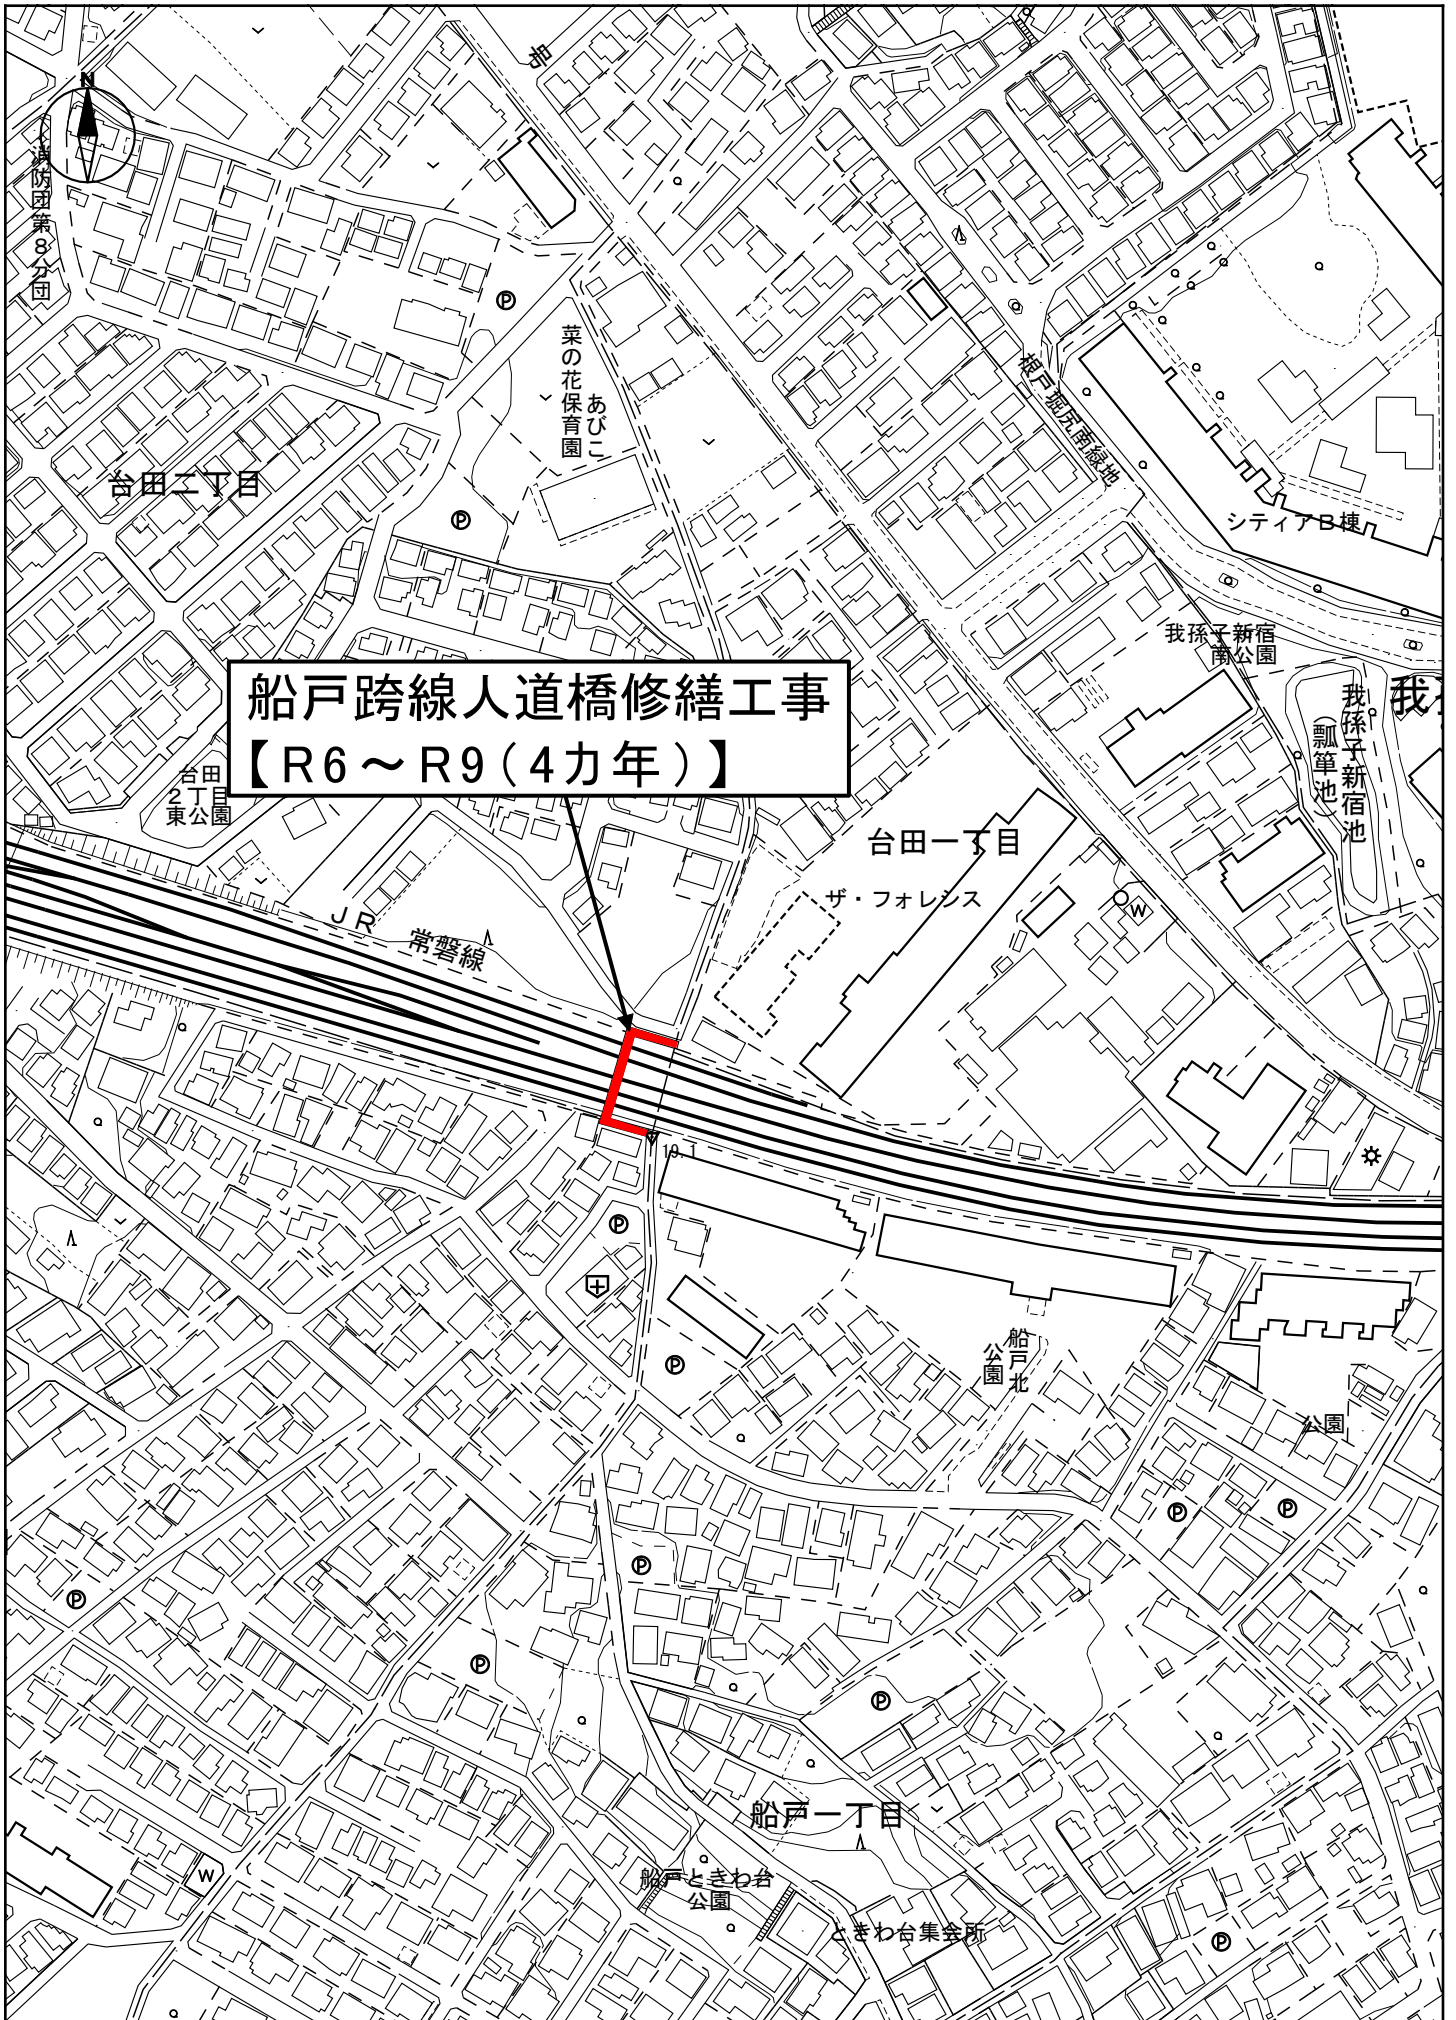 号
N
消防団第8分団
菜の花保育園
あびこ
根戸堀尻南緑地
台田二丁目
シティアB棟
我孫子新宿
南公園
船戸跨線人道橋修繕工事
【R6～R9(4カ年)】
我孫子新宿池
(瓢箪池)
我
台田
2丁目
東公園
台田一丁目
ザ・フォレシス
W
JR 常磐線
19.1
船戸北
公園
公園
船戸一丁目
W
船戸ときわ台
公園
ときわ台集会所